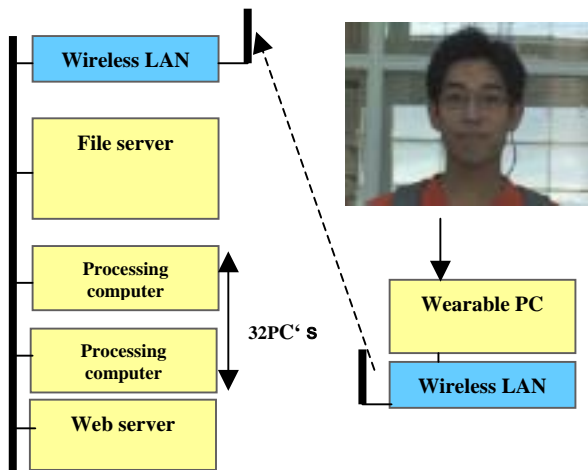 Wireless LAN
File server
Processing
computer
32PC‘ s
Processing
computer
Web server
Wearable PC
Wireless LAN